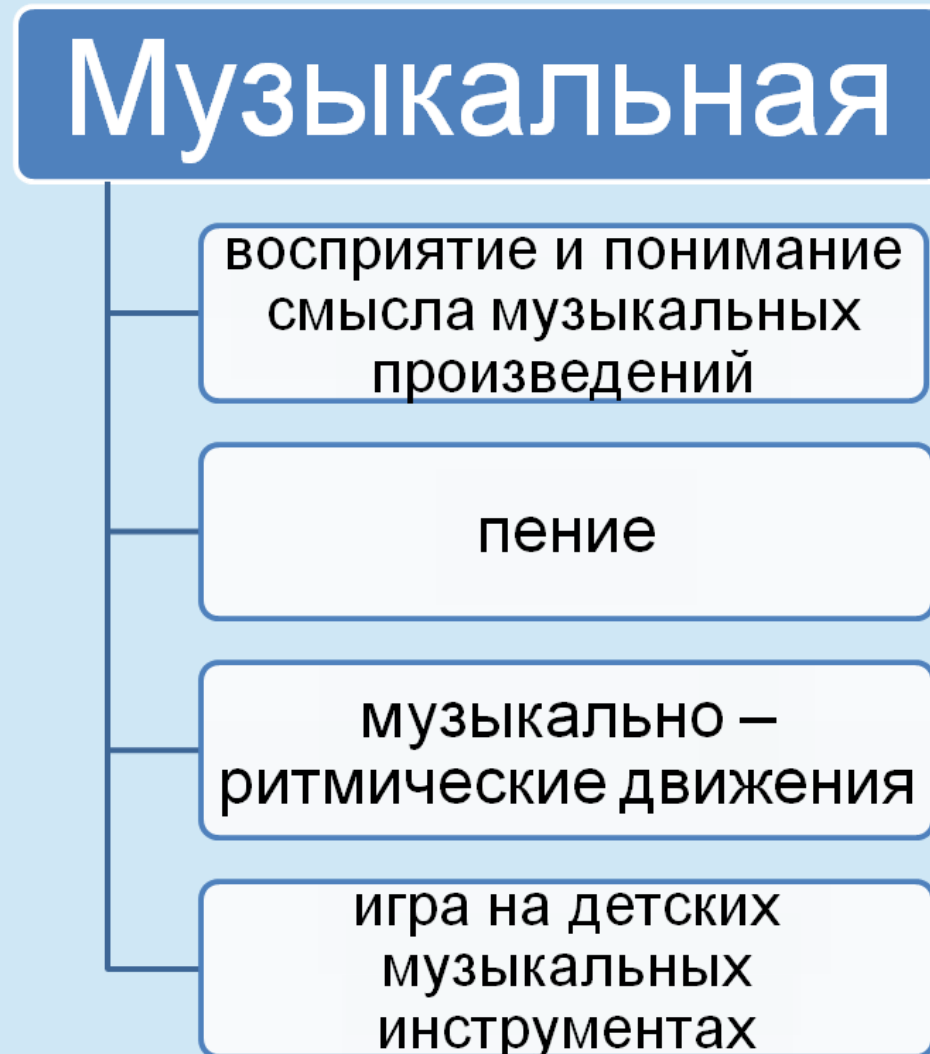 Музыкальная
восприятие и понимание
смысла музыкальных
произведений
пение
музыкально –
ритмические движения
игра на детских
музыкальных
инструментах